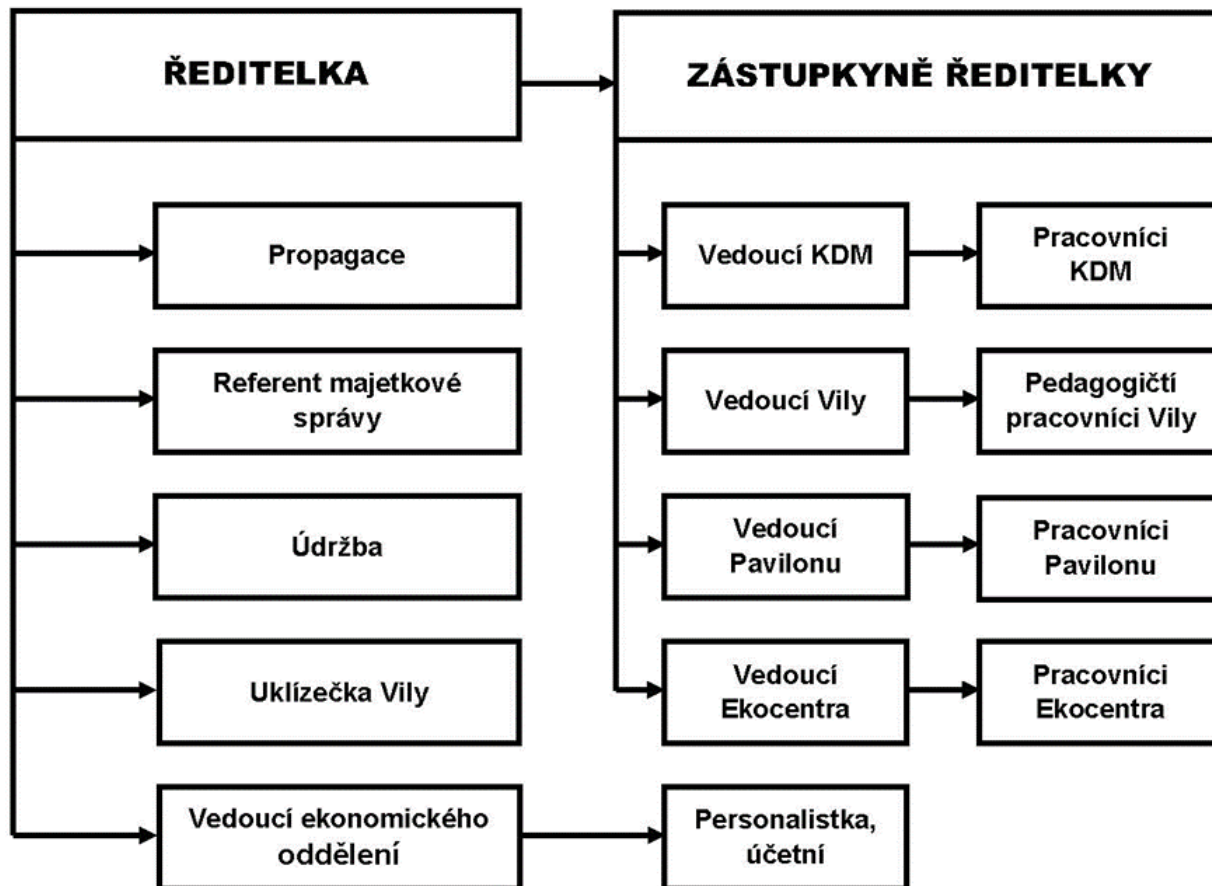 ŘEDITELKA
ZÁSTUPKYNĚ ŘEDITELKY
Propagace
Vedoucí KDM
Pracovníci
KDM
Referent majetkové
správy
Vedoucí Vily
Pedagogičtí
pracovníci Vily
Údržba
Vedoucí
Pavilonu
Pracovníci
Pavilonu
Uklízečka Vily
Vedoucí
Ekocentra
Pracovníci
Ekocentra
Vedoucí ekonomického
oddělení
Personalistka,
účetní